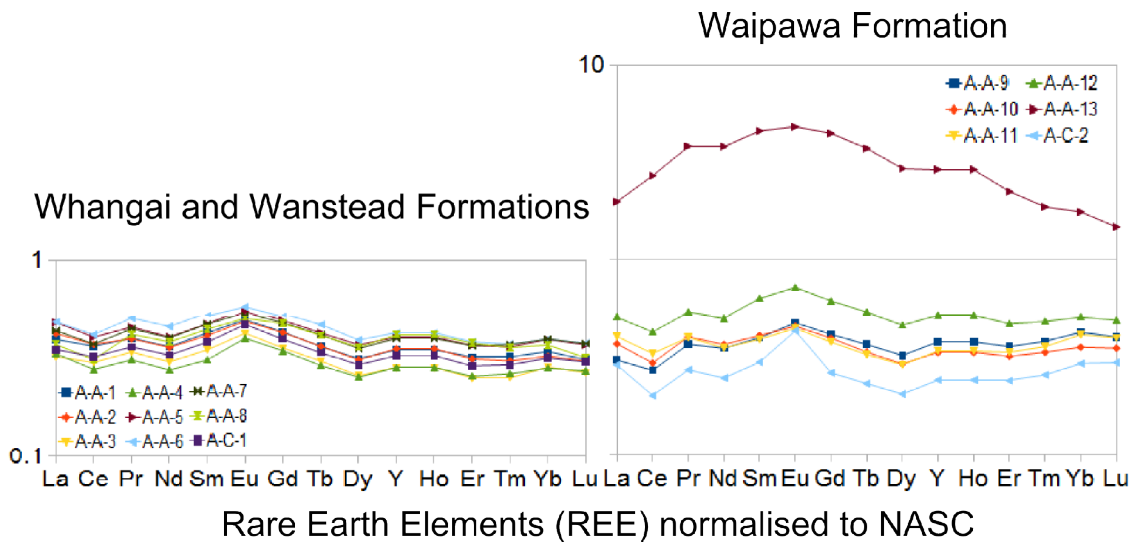 Waipawa Formation
10
A-A-9 A-A-12
A-A-10 A-A-13
A-A-11 A-C-2
Whangai and Wanstead Formations
1
A-A-1 A-A-4 A-A-7
A-A-2 A-A-5 A-A-8
A-A-3 A-A-6 A-C-1
0.1
La Ce Pr Nd Sm Eu Gd Tb Dy Y Ho Er Tm Yb Lu
La Ce Pr Nd Sm Eu Gd Tb Dy Y Ho Er Tm Yb Lu
Rare Earth Elements (REE) normalised to NASC